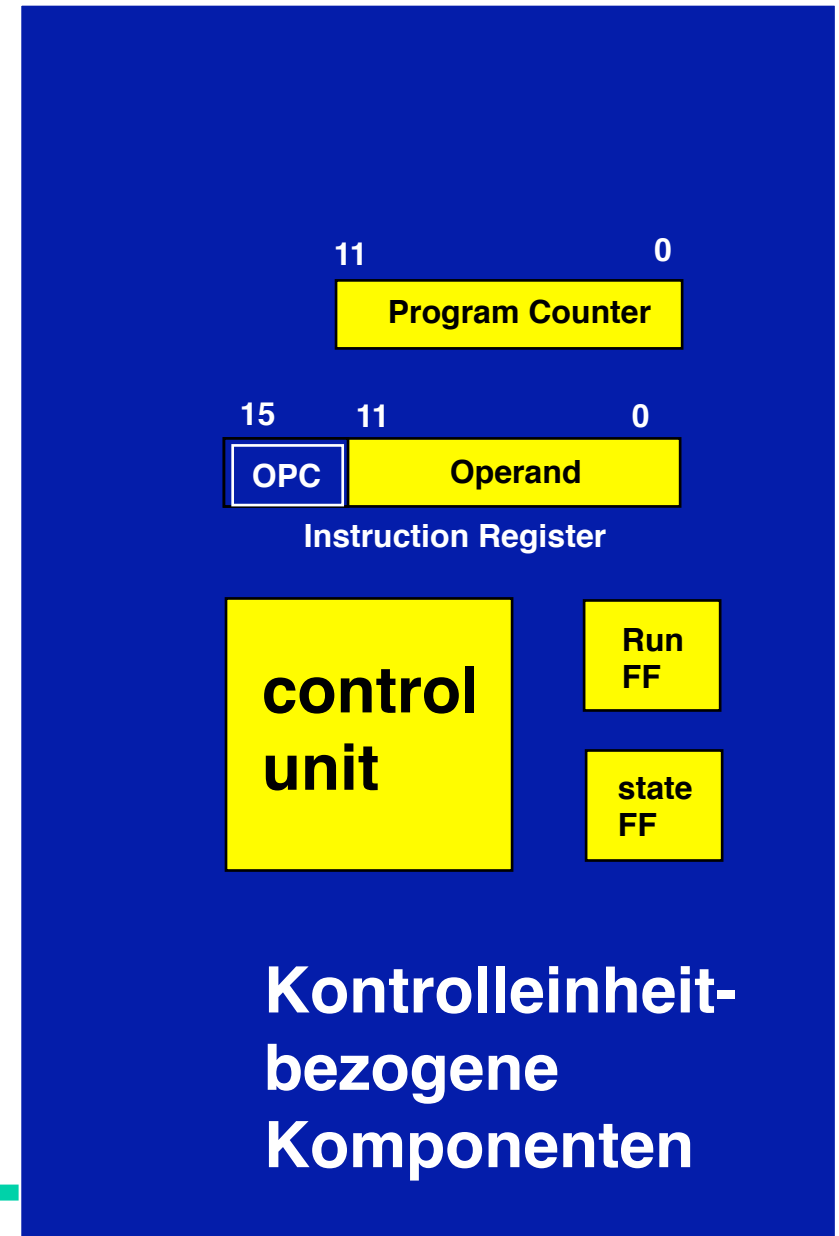 11 0
Program Counter
15 11 0
OPC Operand
Instruction Register
control
unit
Run
FF
state
FF
Kontrolleinheit-
bezogene
Komponenten